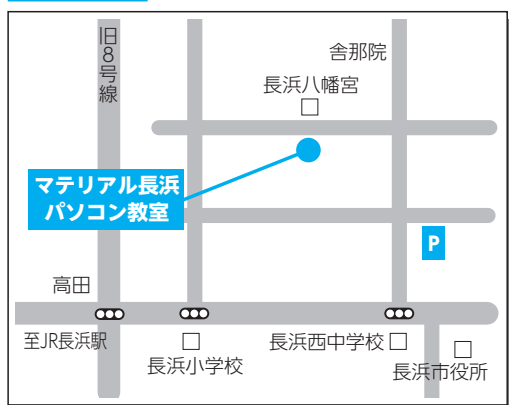 旧8号線
舎那院
長浜八幡宮
マテリアル長浜
パソコン教室
P
高田
至JR長浜駅
長浜小学校
長浜西中学校
長浜市役所